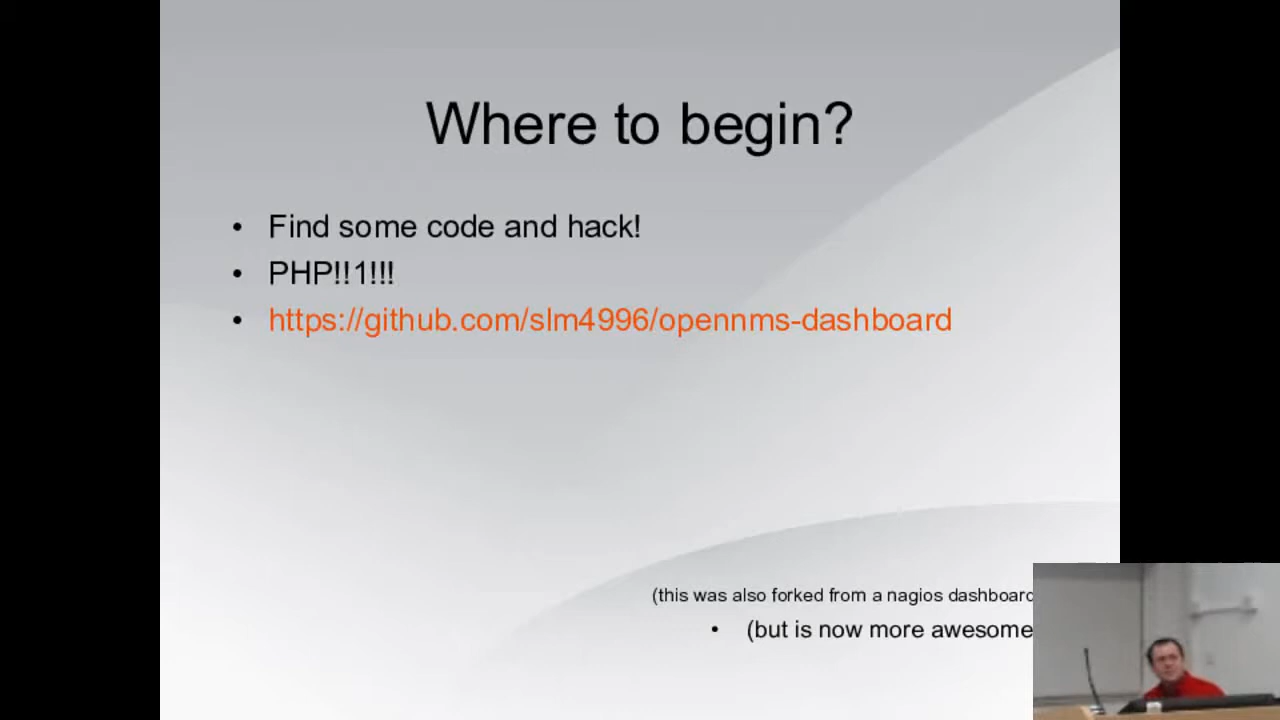 Where to begin?
• Find some code and hack!
• PHP!!1!!!
• https://github.com/slm4996/opennms-dashboard
(this was also forked from a nagios dashboard
• (but is now more awesome